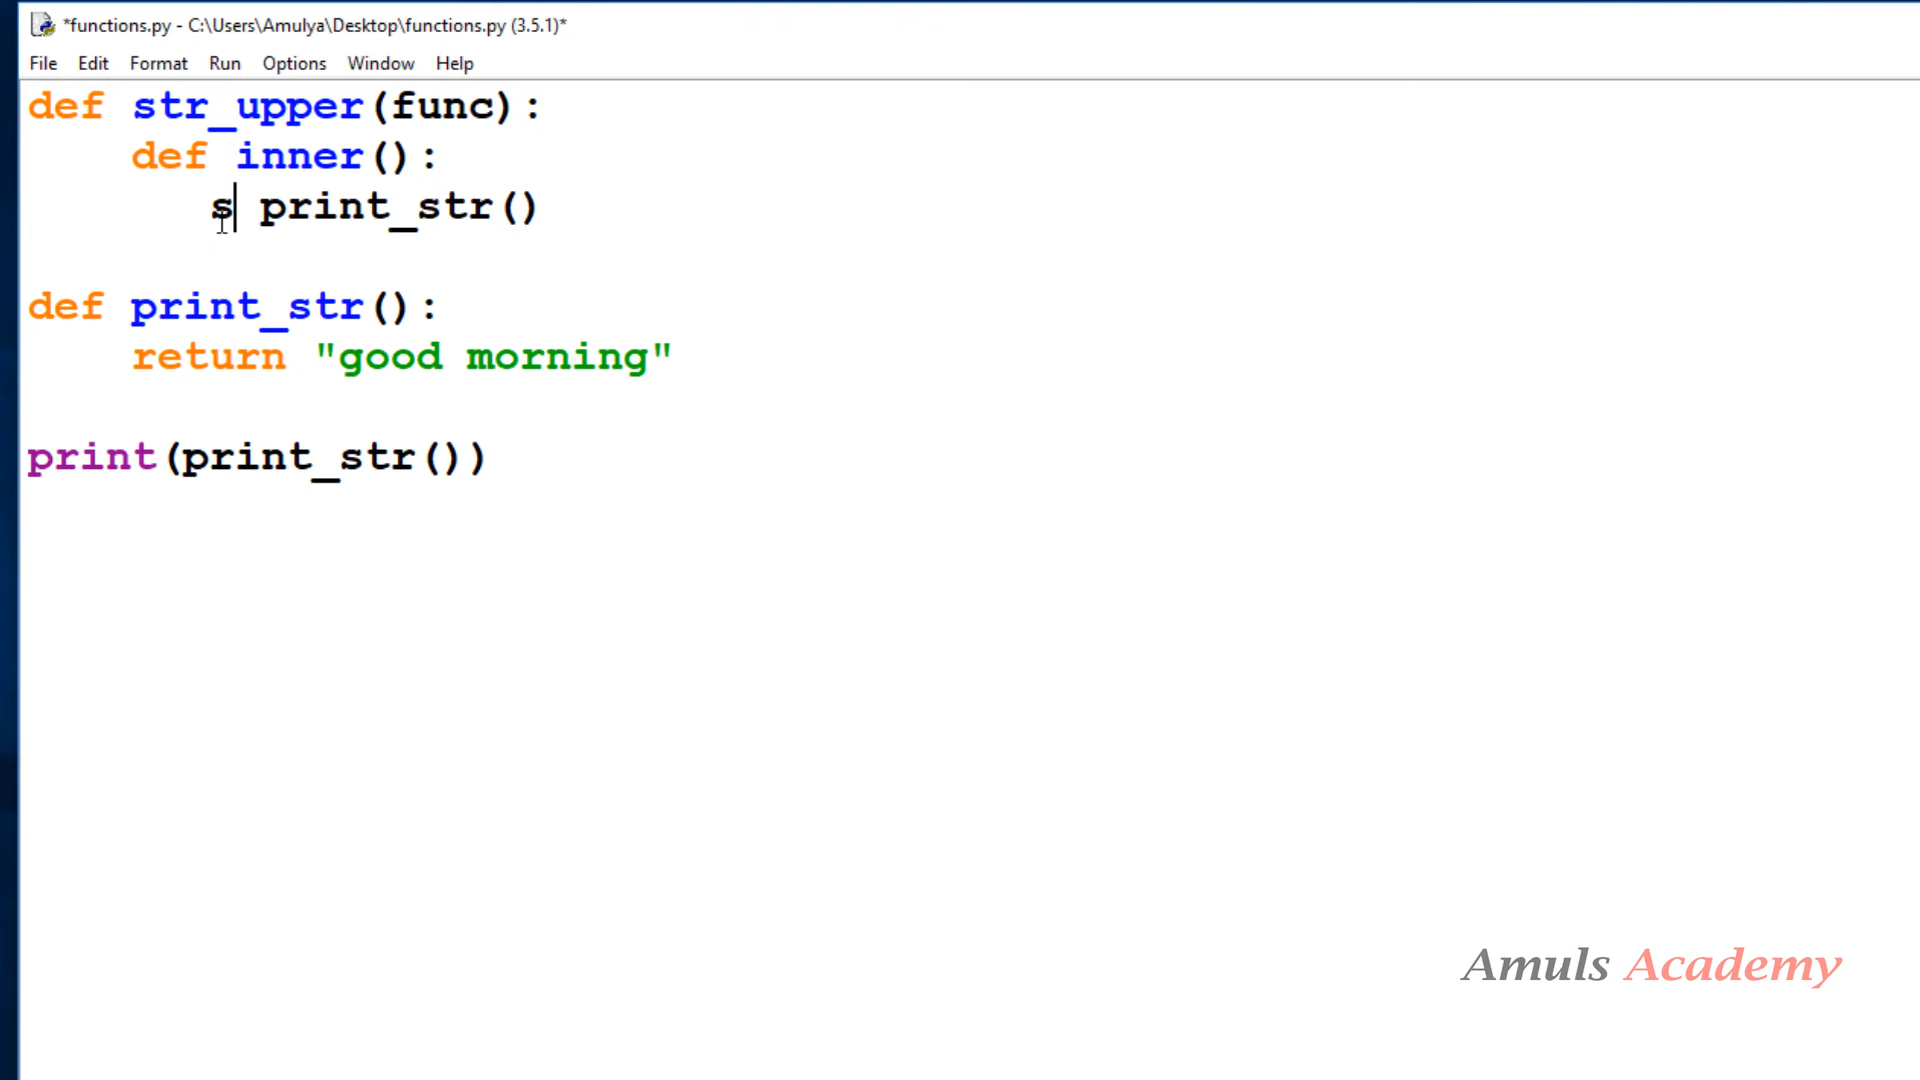 *functions.py - C:\Users\Amulya\Desktop\functions.py (3.5.1)*
File Edit Format Run Options Window Help
def str_upper(func):
    def inner():
        s print_str()
def print_str():
    return "good morning"
print(print_str())
Amuls Academy